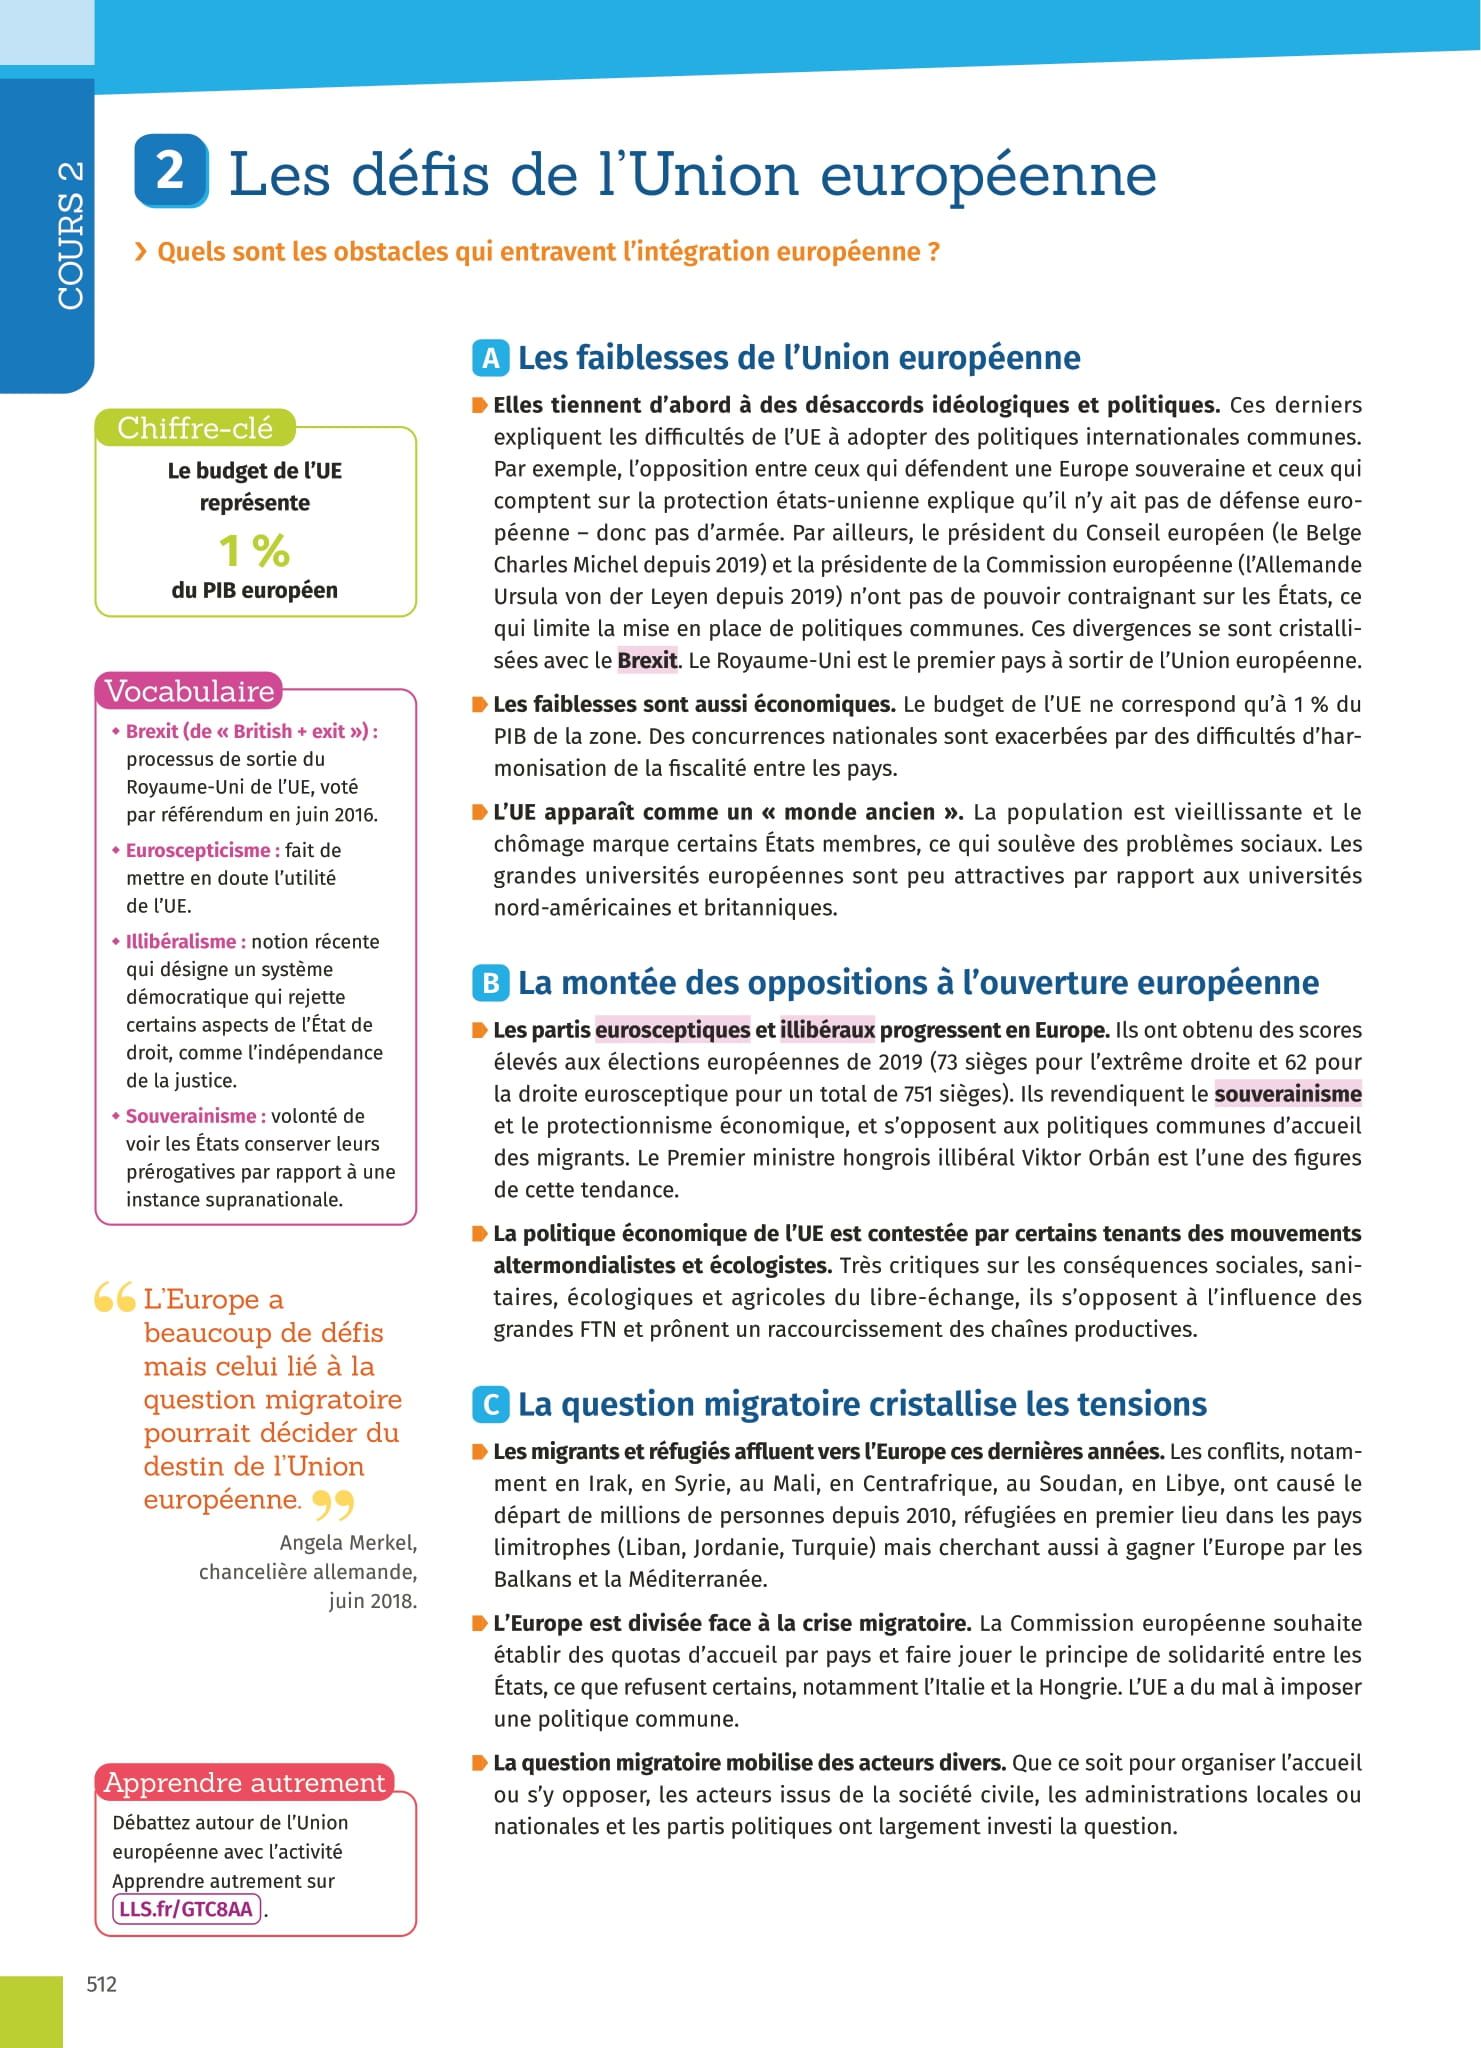 COURS 2
2 Les défis de l’Union européenne
› Quels sont les obstacles qui entravent l’intégration européenne ?
Chiffre-clé
Le budget de l’UE
représente
1 %
du PIB européen
Vocabulaire
• Brexit (de « British + exit ») :
processus de sortie du
Royaume-Uni de l’UE, voté
par référendum en juin 2016.
• Euroscepticisme : fait de
mettre en doute l’utilité
de l’UE.
• Illibéralisme : notion récente
qui désigne un système
démocratique qui rejette
certains aspects de l’État de
droit, comme l’indépendance
de la justice.
• Souverainisme : volonté de
voir les États conserver leurs
prérogatives par rapport à une
instance supranationale.
“ L’Europe a
beaucoup de défis
mais celui lié à la
question migratoire
pourrait décider du
destin de l’Union
européenne. ”
Angela Merkel,
chancelière allemande,
juin 2018.
Apprendre autrement
Débattez autour de l’Union
européenne avec l’activité
Apprendre autrement sur
LLS.fr/GTC8AA .
A Les faiblesses de l’Union européenne
Elles tiennent d’abord à des désaccords idéologiques et politiques. Ces derniers
expliquent les difficultés de l’UE à adopter des politiques internationales communes.
Par exemple, l’opposition entre ceux qui défendent une Europe souveraine et ceux qui
comptent sur la protection états-unienne explique qu’il n’y ait pas de défense euro-
péenne – donc pas d’armée. Par ailleurs, le président du Conseil européen (le Belge
Charles Michel depuis 2019) et la présidente de la Commission européenne (l’Allemande
Ursula von der Leyen depuis 2019) n’ont pas de pouvoir contraignant sur les États, ce
qui limite la mise en place de politiques communes. Ces divergences se sont cristalli-
sées avec le Brexit. Le Royaume-Uni est le premier pays à sortir de l’Union européenne.
Les faiblesses sont aussi économiques. Le budget de l’UE ne correspond qu’à 1 % du
PIB de la zone. Des concurrences nationales sont exacerbées par des difficultés d’har-
monisation de la fiscalité entre les pays.
L’UE apparaît comme un « monde ancien ». La population est vieillissante et le
chômage marque certains États membres, ce qui soulève des problèmes sociaux. Les
grandes universités européennes sont peu attractives par rapport aux universités
nord-américaines et britanniques.
B La montée des oppositions à l’ouverture européenne
Les partis eurosceptiques et illibéraux progressent en Europe. Ils ont obtenu des scores
élevés aux élections européennes de 2019 (73 sièges pour l’extrême droite et 62 pour
la droite eurosceptique pour un total de 751 sièges). Ils revendiquent le souverainisme
et le protectionnisme économique, et s’opposent aux politiques communes d’accueil
des migrants. Le Premier ministre hongrois illibéral Viktor Orbán est l’une des figures
de cette tendance.
La politique économique de l’UE est contestée par certains tenants des mouvements
altermondialistes et écologistes. Très critiques sur les conséquences sociales, sani-
taires, écologiques et agricoles du libre-échange, ils s’opposent à l’influence des
grandes FTN et prônent un raccourcissement des chaînes productives.
C La question migratoire cristallise les tensions
Les migrants et réfugiés affluent vers l’Europe ces dernières années. Les conflits, notam-
ment en Irak, en Syrie, au Mali, en Centrafrique, au Soudan, en Libye, ont causé le
départ de millions de personnes depuis 2010, réfugiées en premier lieu dans les pays
limitrophes (Liban, Jordanie, Turquie) mais cherchant aussi à gagner l’Europe par les
Balkans et la Méditerranée.
L’Europe est divisée face à la crise migratoire. La Commission européenne souhaite
établir des quotas d’accueil par pays et faire jouer le principe de solidarité entre les
États, ce que refusent certains, notamment l’Italie et la Hongrie. L’UE a du mal à imposer
une politique commune.
La question migratoire mobilise des acteurs divers. Que ce soit pour organiser l’accueil
ou s’y opposer, les acteurs issus de la société civile, les administrations locales ou
nationales et les partis politiques ont largement investi la question.
512